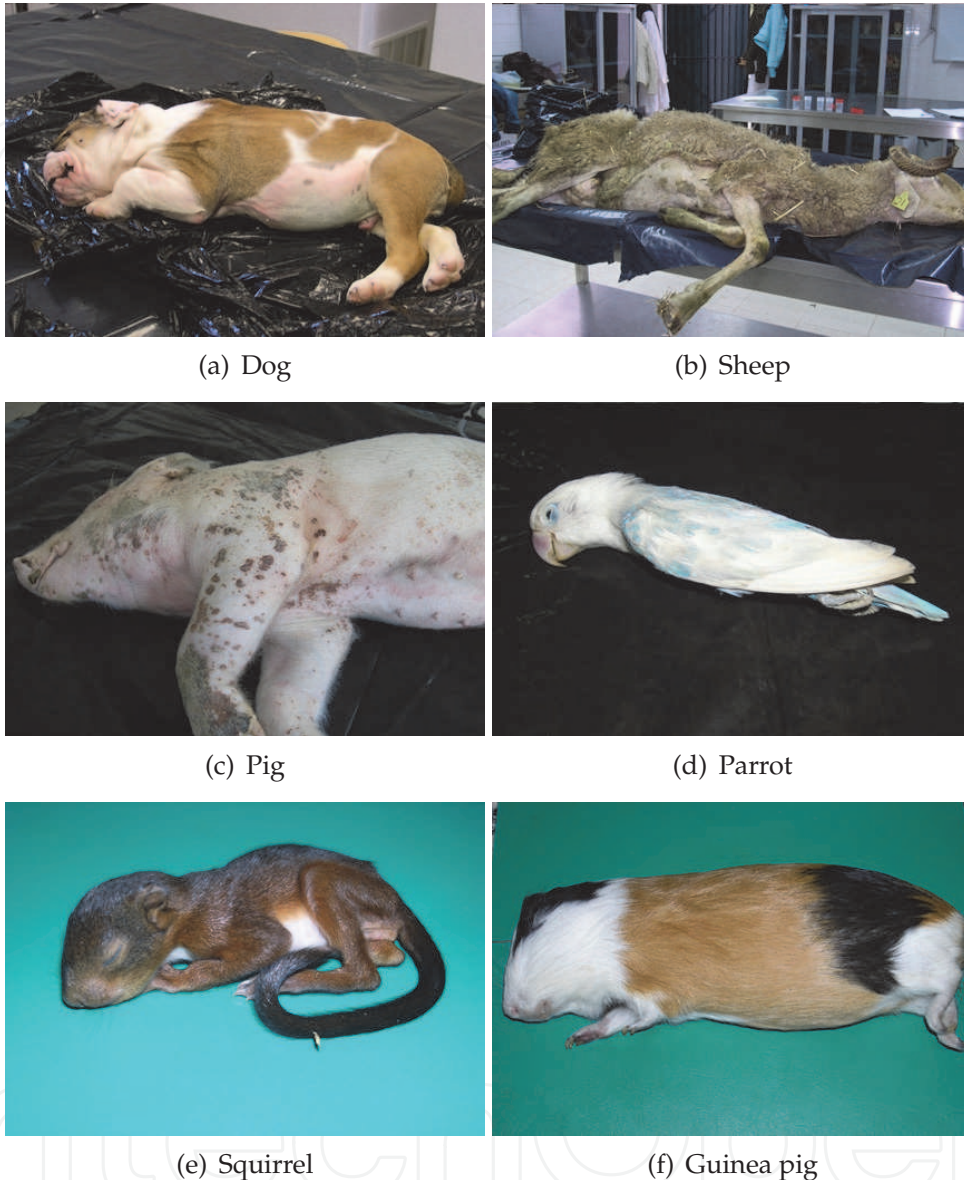 (a) Dog
(b) Sheep
(c) Pig
(d) Parrot
(e) Squirrel
(f) Guinea pig